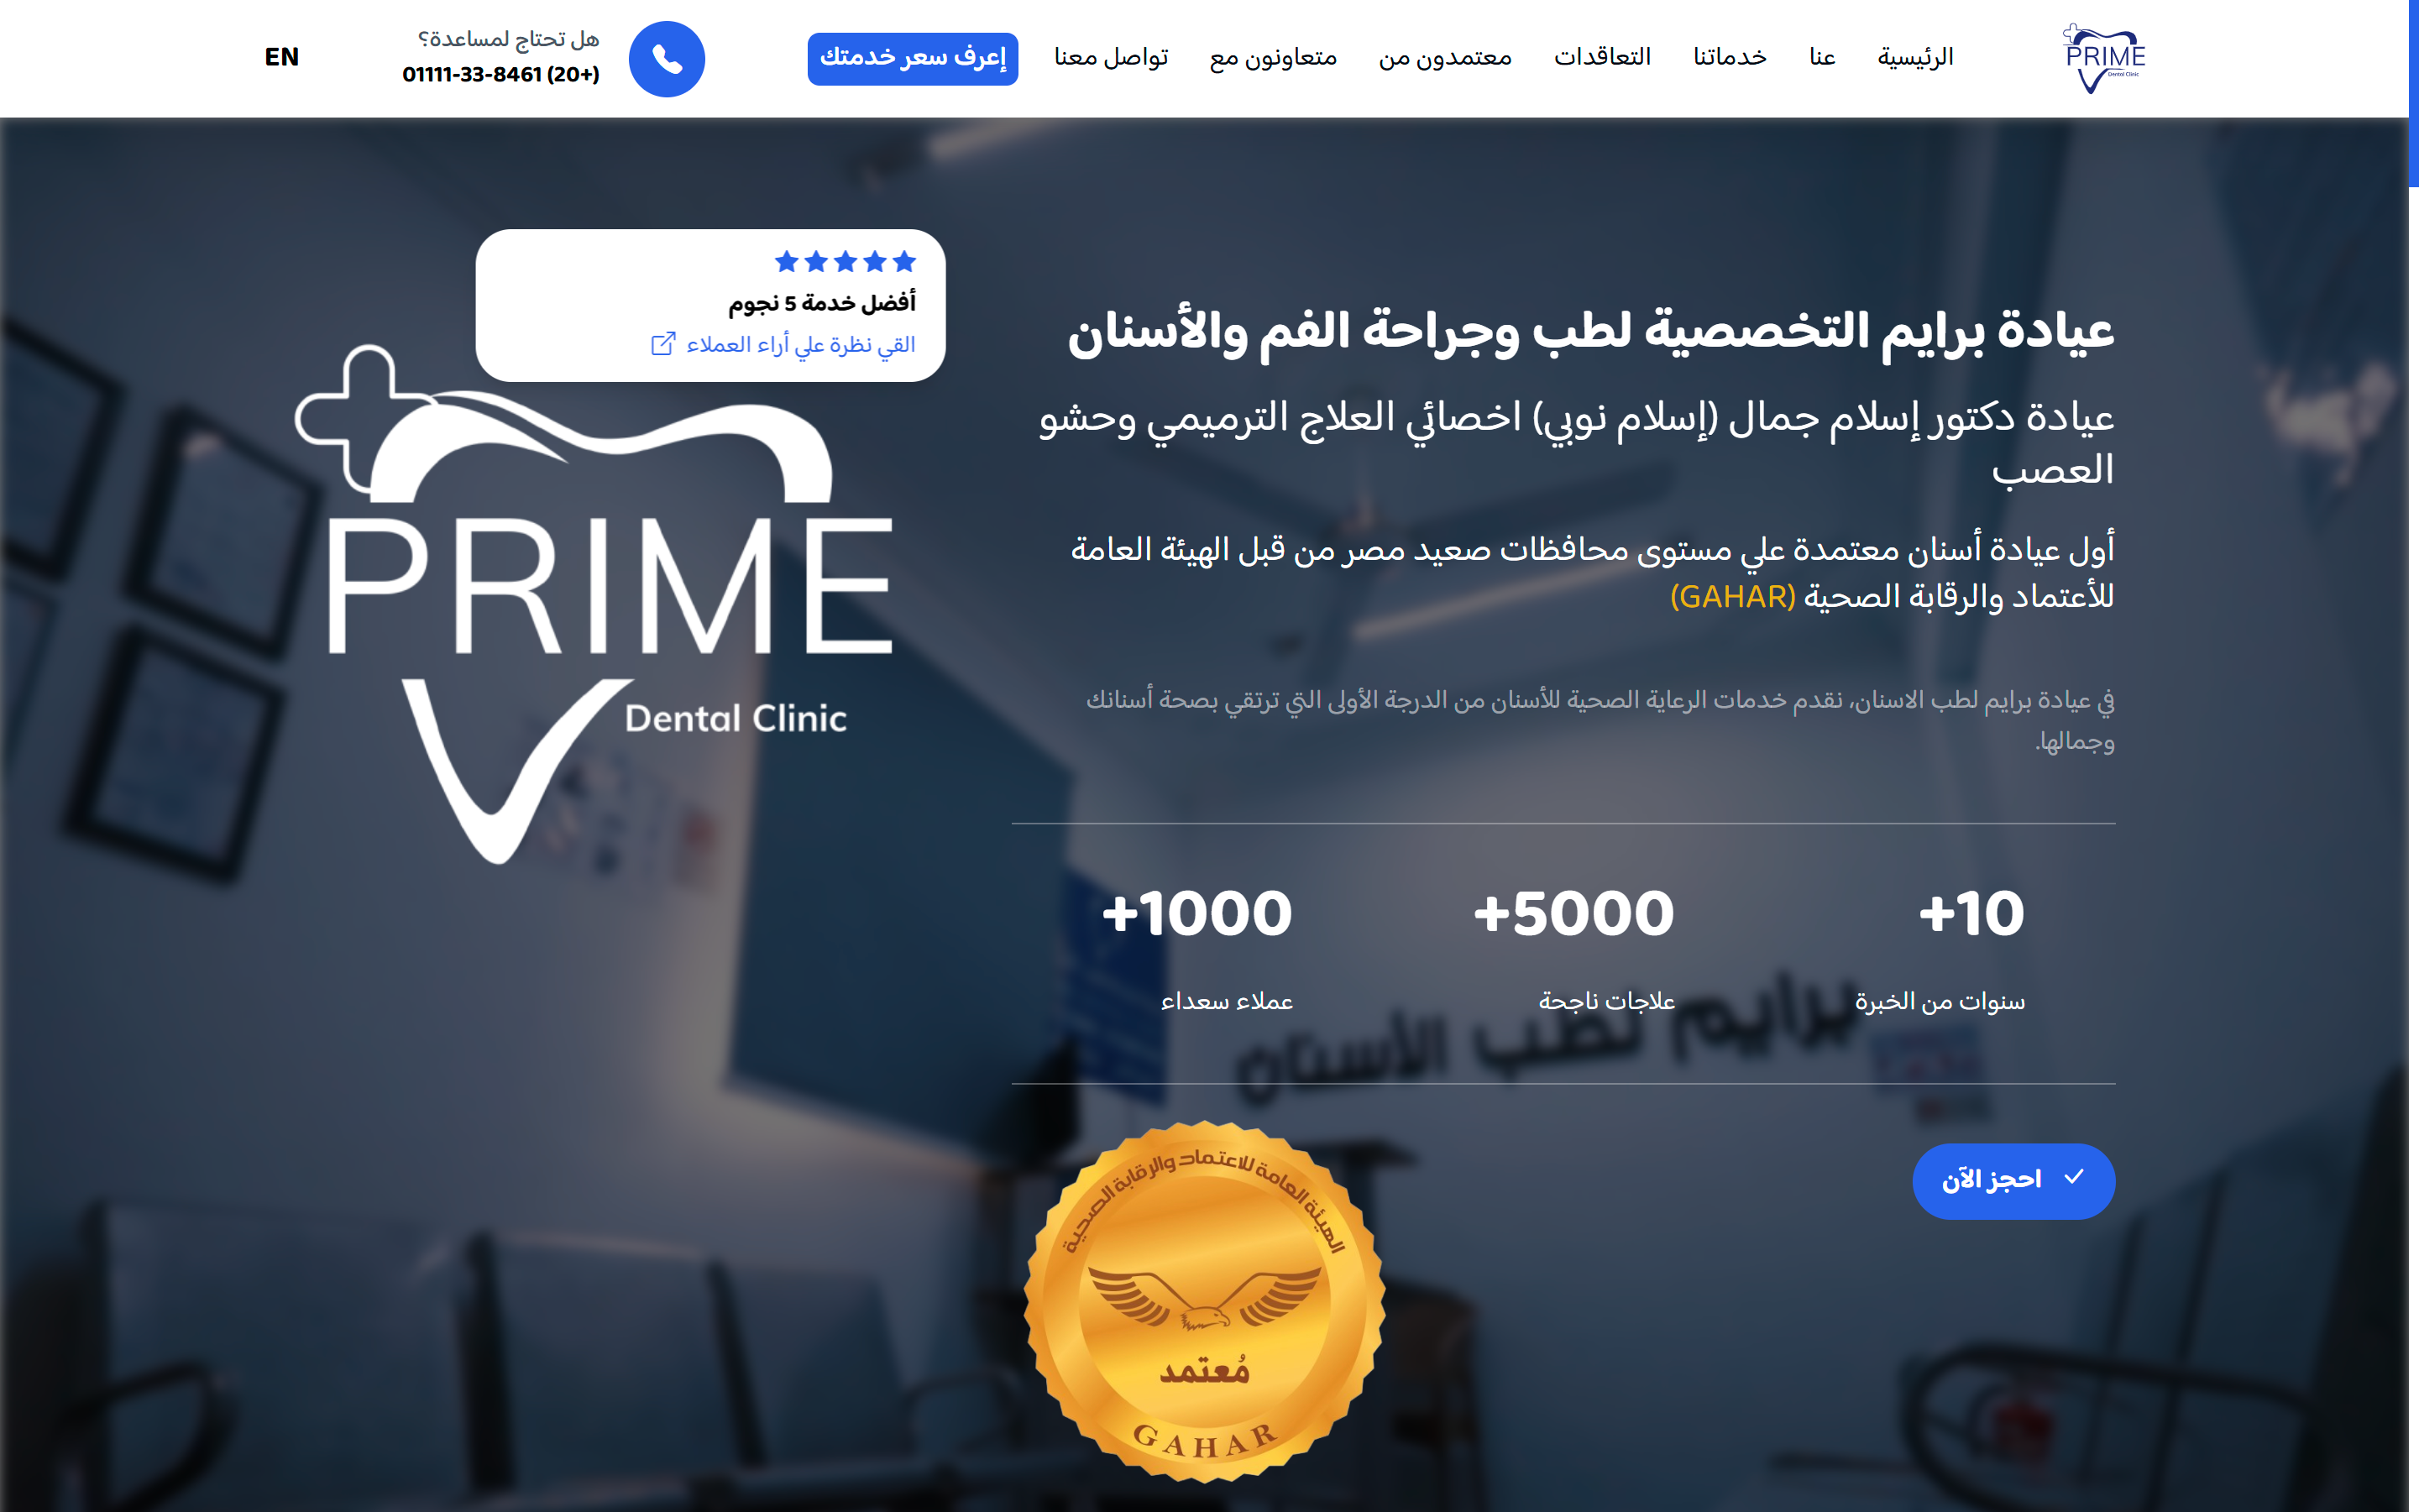 PRIME
Dental Clinic
الرئيسية
عنا
خدماتنا
التعاقدات
معتمدون من
متعاونون مع
تواصل معنا
إعرف سعر خدمتك
هل تحتاج لمساعدة؟
(+20) 01111-33-8461
EN
عيادة برايم التخصصية لطب وجراحة الفم والأسنان
عيادة دكتور إسلام جمال (إسلام نوبي) اخصائي العلاج الترميمي وحشو
العصب
أول عيادة أسنان معتمدة علي مستوى محافظات صعيد مصر من قبل الهيئة العامة
للأعتماد والرقابة الصحية (GAHAR)
في عيادة برايم لطب الاسنان، نقدم خدمات الرعاية الصحية للأسنان من الدرجة الأولى التي ترتقي بصحة أسنانك
وجمالها.
10+
سنوات من الخبرة
5000+
علاجات ناجحة
1000+
عملاء سعداء
برايم لطب الأسنان
احجز الآن
أفضل خدمة 5 نجوم
القي نظرة علي أراء العملاء
PRIME
Dental Clinic
الهيئة العامة للاعتماد والرقابة الصحية
مُعتمد
GAHAR